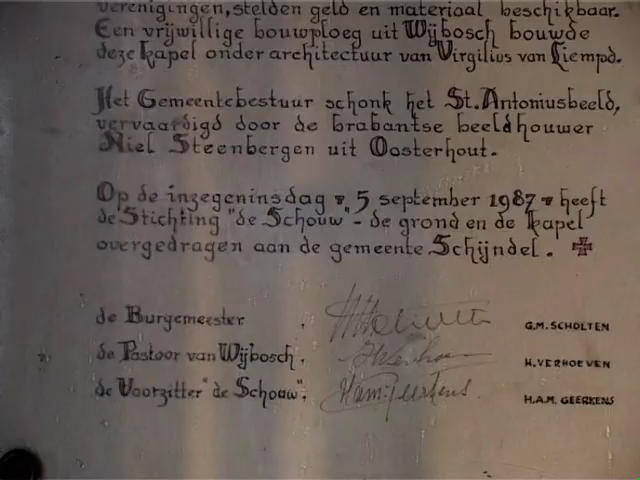 verenigingen, stelden geld en materiaal beschikbaar.
Een vrijwillige bouwploeg uit Wijbosch bouwde
deze kapel onder architectuur van Virgilius van Liempd.
Het Gemeentebestuur schonk het St. Antoniusbeeld,
vervaardigd door de brabantse beeldhouwer
Niel Steenbergen uit Oosterhout.
Op de inzegeninsdag 5 september 1987 heeft
de Stichting "de Schouw" - de grond en de kapel
overgedragen aan de gemeente Schijndel.
de Burgemeester G.M. SCHOLTEN
de Pastoor van Wijbosch. H. VERHOEVEN
de Voorzitter "de Schouw". Ham. Geerkens. H.A.M. GEERKENS